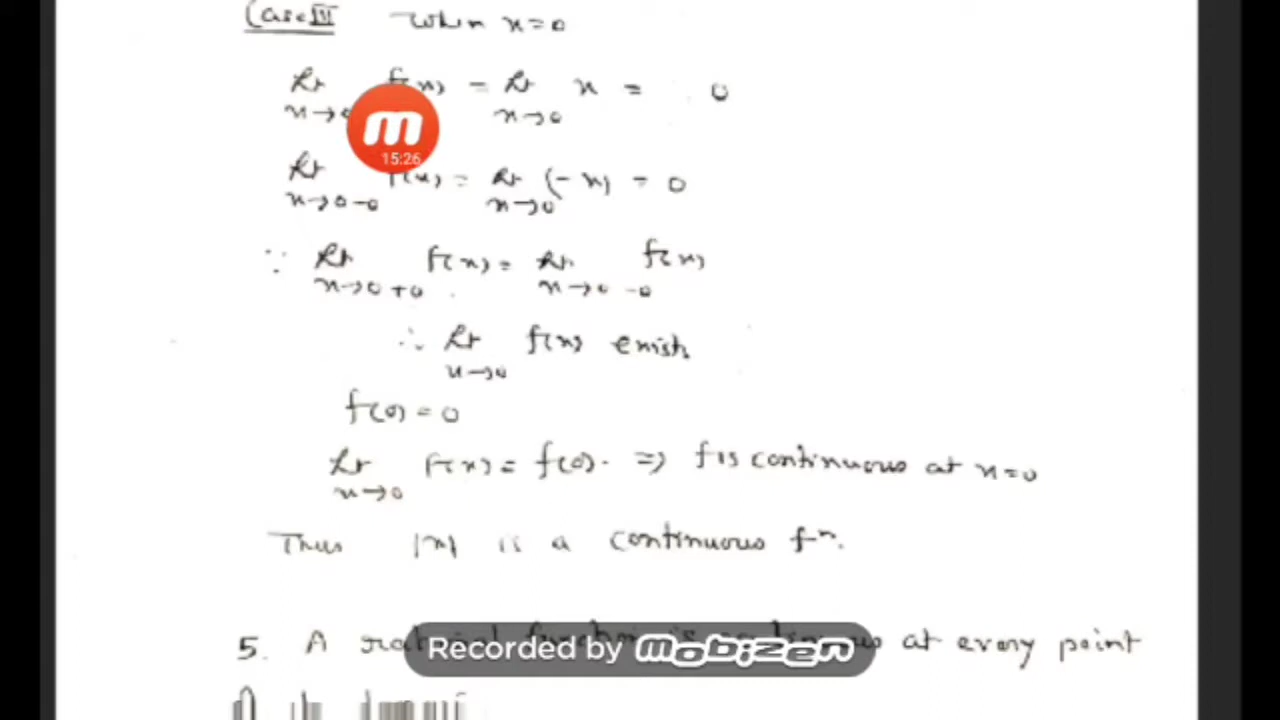 Case III When x=0
Lt f(x) = Lt x = 0
x→0 x→0
m
15:26
Lt f(x) = Lt (-x) = 0
x→0-0 x→0
∵ Lt f(x) = Lt f(x)
x→0+0 x→0-0
∴ Lt f(x) exists
x→0
f(0) = 0
Lt f(x) = f(0). ⇒ f is continuous at x=0
x→0
Thus |x| is a continuous fⁿ.
5. A at every point
Recorded by mobizen